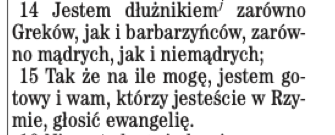 14 Jestem dłużnikiemʲ zarówno
Greków, jak i barbarzyńców, zarów-
no mądrych, jak i niemądrych;
15 Tak że na ile mogę, jestem go-
towy i wam, którzy jesteście w Rzy-
mie, głosić ewangelię.